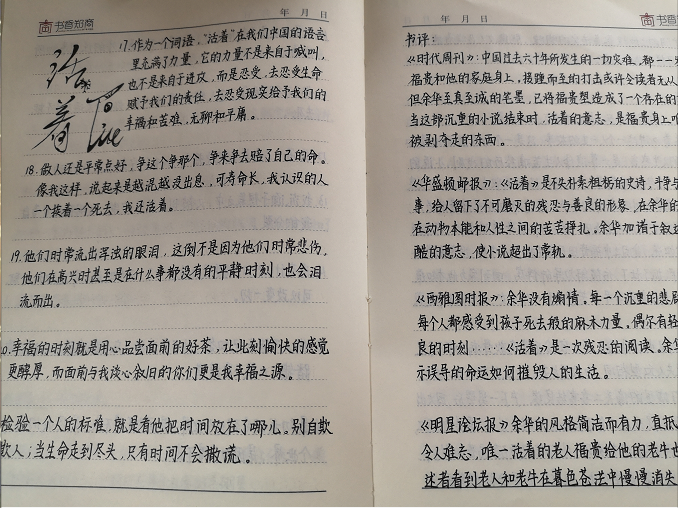 书香知商
年 月 日
活着
To Live
17.作为一个词语，“活着”在我们中国的语言
里充满了力量，它的力量不是来自于喊叫，
也不是来自于进攻，而是忍受，去忍受生命
赋予我们的责任，去忍受现实给予我们的
幸福和苦难，无聊和平庸。
18.做人还是平常点好，争这个争那个，争来争去赔了自己的命。
像我这样，说起来是越混越没出息，可寿命长，我认识的人
一个挨着一个死去，我还活着。
19.他们时常流出浑浊的眼泪，这倒不是因为他们时常悲伤，
他们在高兴时甚至是在什么事都没有的平静时刻，也会泪
流而出。
0.幸福的时刻就是用心品尝面前的好茶，让此刻愉快的感觉
更醇厚，而面前与我谈心叙旧的你们更是我幸福之源。
检验一个人的标准，就是看他把时间放在了哪儿。别自欺
欺人；当生命走到尽头，只有时间不会撒谎。
年 月 日
书香知
书评：
《时代周刊》：中国过去六十年所发生的一切灾难，都一一
福贵和他的家庭身上，接踵而至的打击或许令读者无从
但余华至真至诚的笔墨，已将福贵塑造成了一个存在的
当这部沉重的小说结束时，活着的意志，是福贵身上
被剥夺走的东西。
《华盛顿邮报》：《活着》是不失朴素粗粝的史诗，斗争与
事，给人留下了不可磨灭的残忍与善良的形象，在余华的
在动物本能和人性之间的苦苦挣扎。余华加诸于叙
酷的意志，使小说超出了常轨。
《西雅图时报》：余华没有煽情。每一个沉重的悲
每个人都感受到孩子死去般的麻木力量。偶尔有轻
良的时刻……《活着》是一次残忍的阅读。余
示误导的命运如何摧毁人的生活。
《明星论坛报》余华的风格简洁而有力，直抵
令人难忘，唯一活着的老人福贵给他的老牛也
述者看到老人和老牛在暮色苍茫中慢慢消失